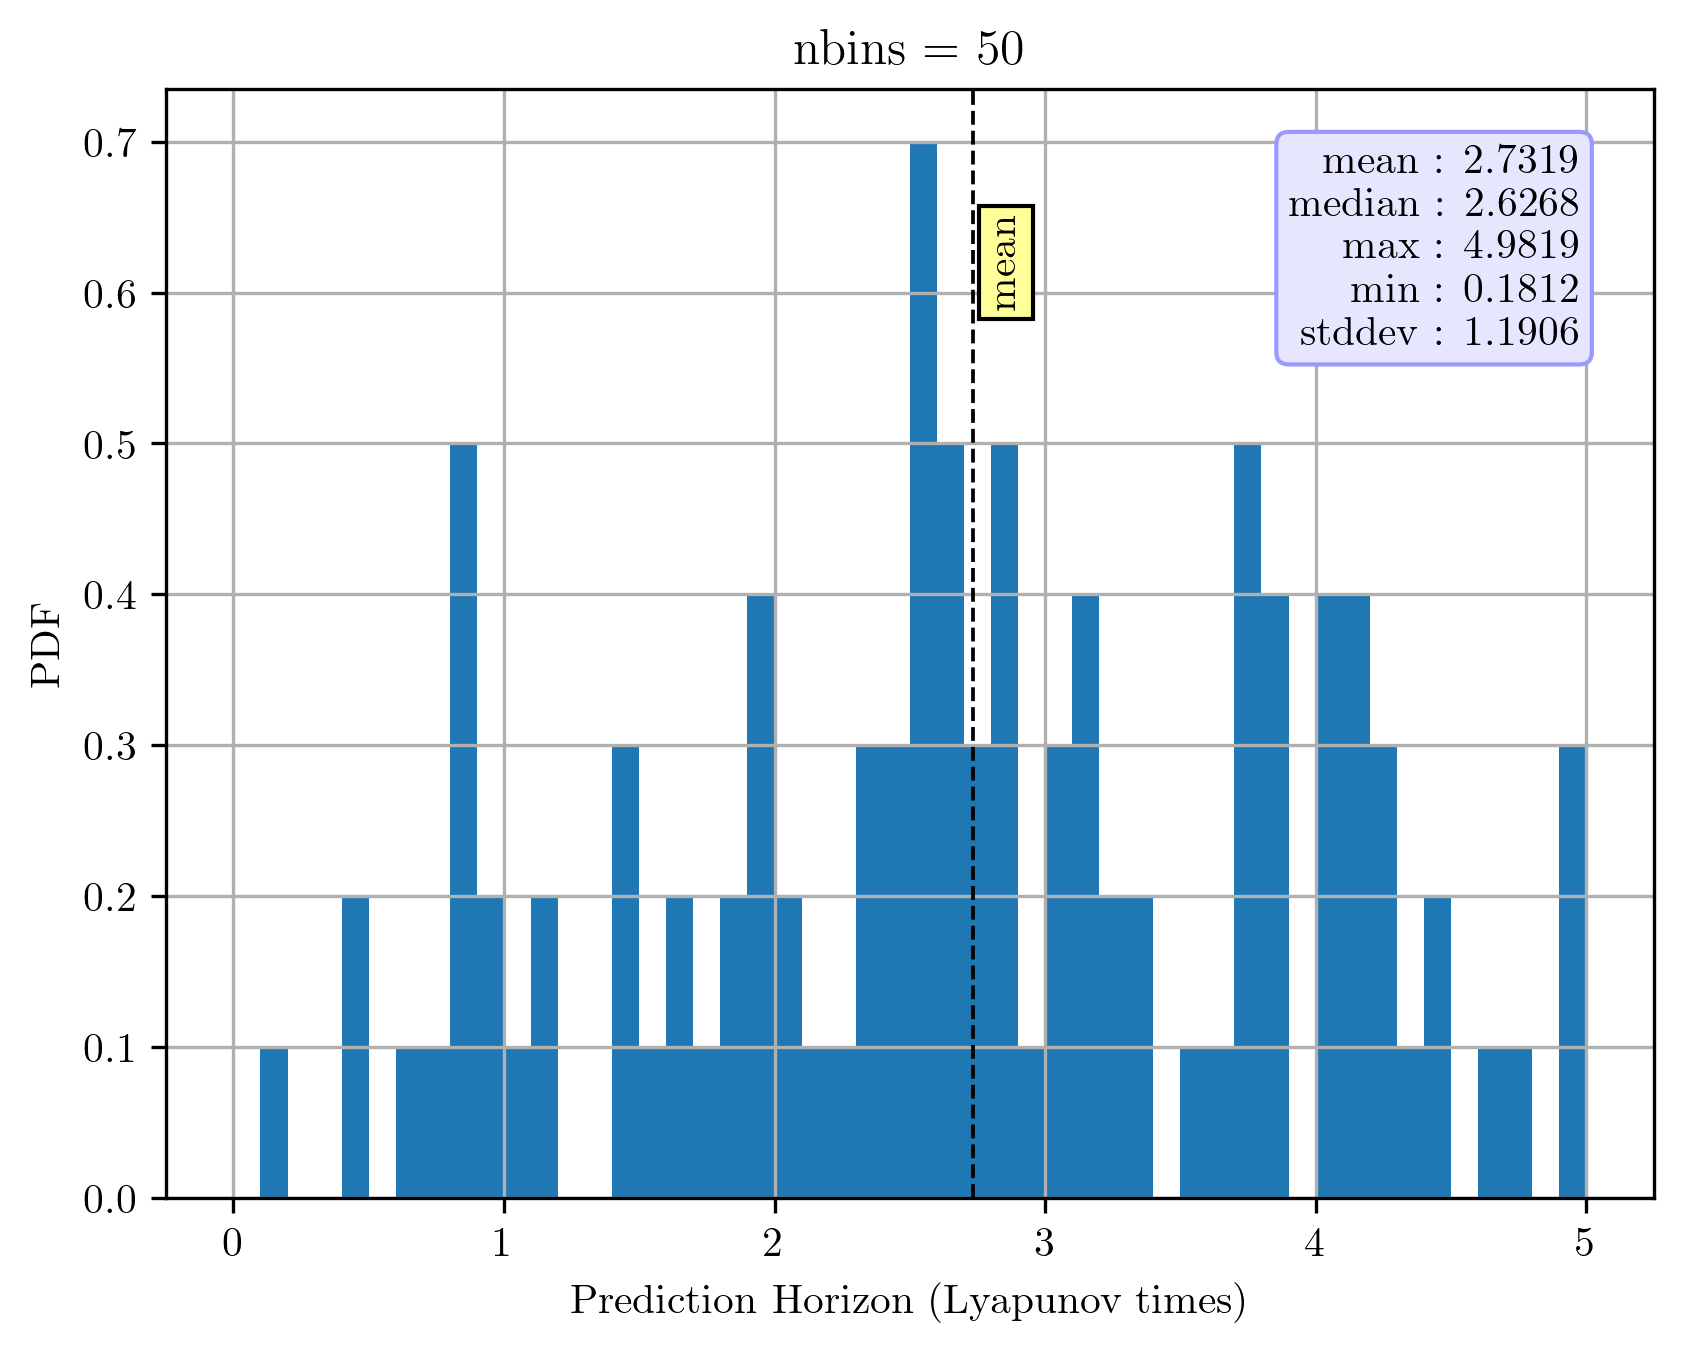 nbins = 50
0.7
0.6
0.5
0.4
0.3
0.2
0.1
0.0
PDF
mean
mean : 2.7319
median : 2.6268
max : 4.9819
min : 0.1812
stddev : 1.1906
0 1 2 3 4 5
Prediction Horizon (Lyapunov times)